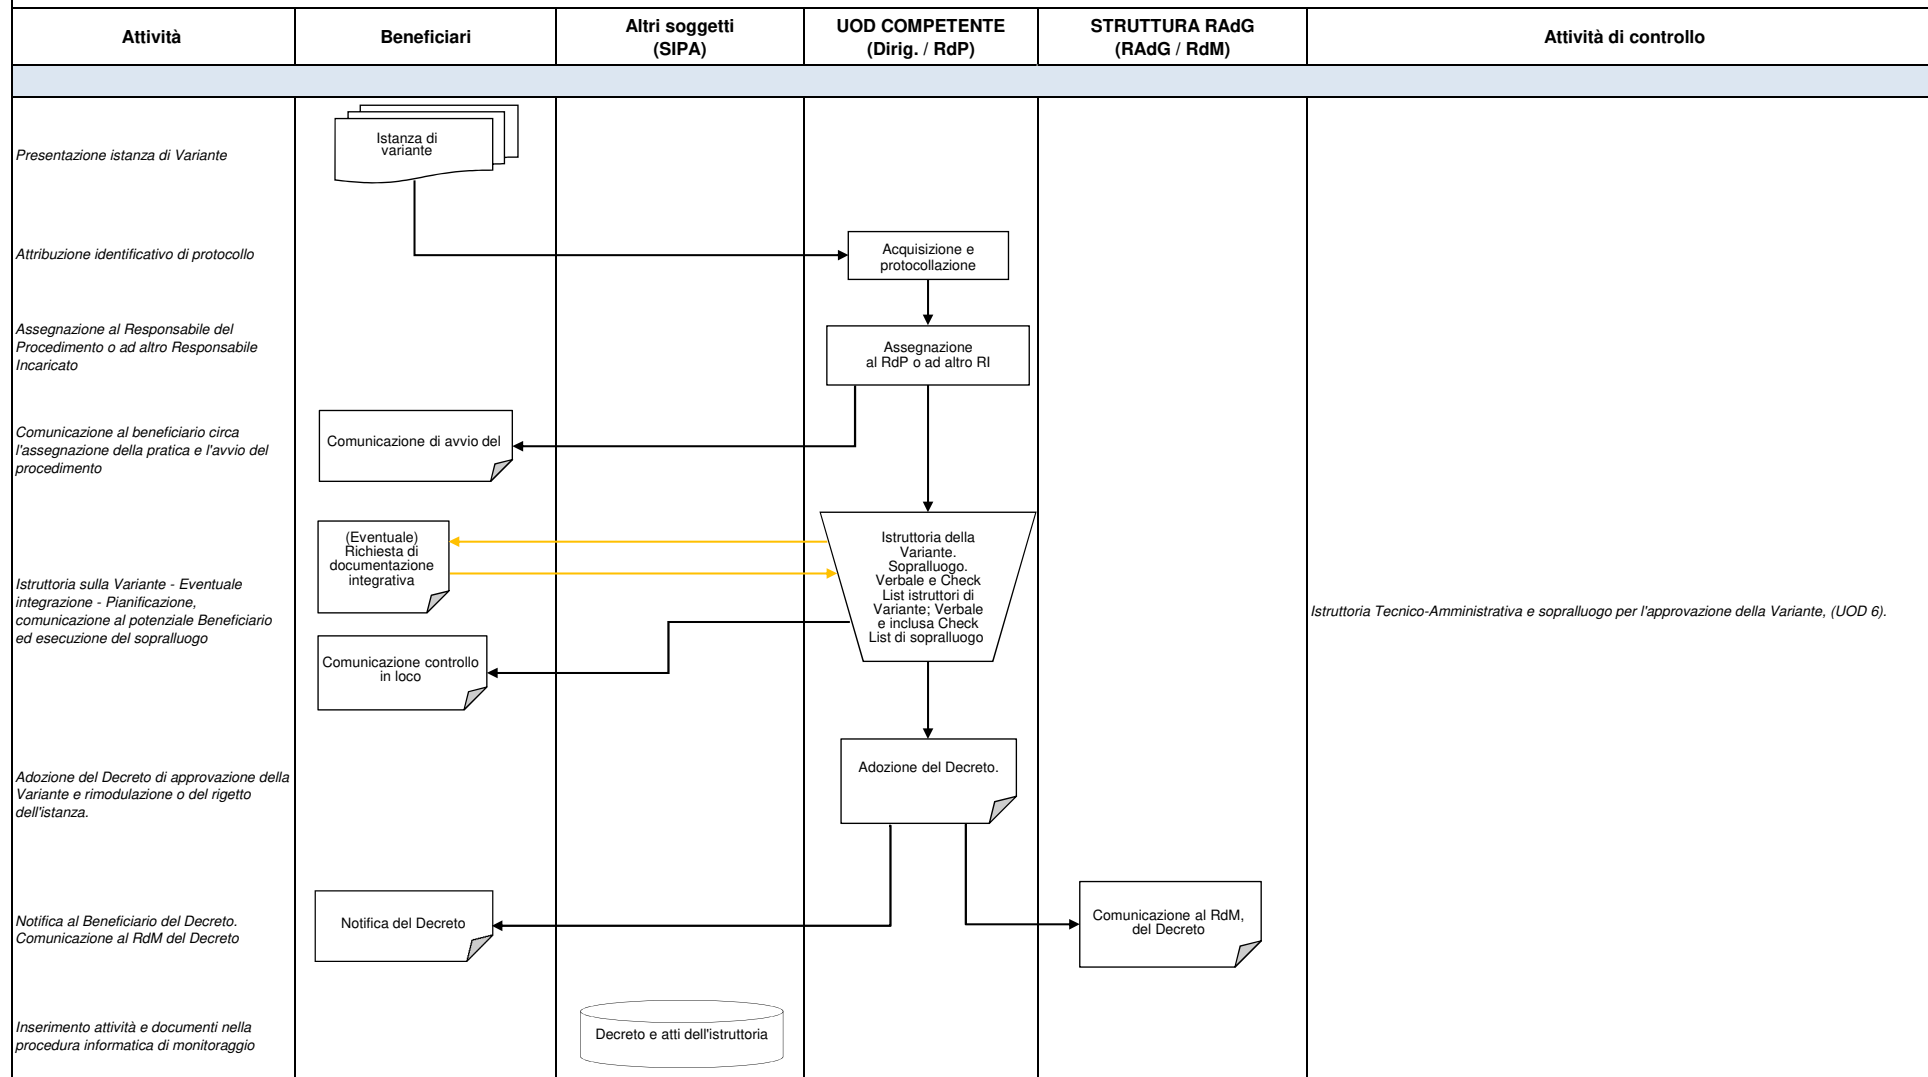 Attività
Beneficiari
Altri soggetti
(SIPA)
UOD COMPETENTE
(Dirig. / RdP)
STRUTTURA RAdG
(RAdG / RdM)
Attività di controllo
Presentazione istanza di Variante
Istanza di
variante
Attribuzione identificativo di protocollo
Acquisizione e
protocollazione
Assegnazione al Responsabile del
Procedimento o ad altro Responsabile
Incaricato
Assegnazione
al RdP o ad altro RI
Comunicazione al beneficiario circa
l'assegnazione della pratica e l'avvio del
procedimento
Comunicazione di avvio del
Istruttoria sulla Variante - Eventuale
integrazione - Pianificazione,
comunicazione al potenziale Beneficiario
ed esecuzione del sopralluogo
(Eventuale)
Richiesta di
documentazione
integrativa
Comunicazione controllo
in loco
Istruttoria della
Variante.
Sopralluogo.
Verbale e Check
List istruttori di
Variante; Verbale
e inclusa Check
List di sopralluogo
Istruttoria Tecnico-Amministrativa e sopralluogo per l'approvazione della Variante, (UOD 6).
Adozione del Decreto di approvazione della
Variante e rimodulazione o del rigetto
dell'istanza.
Adozione del Decreto.
Notifica al Beneficiario del Decreto.
Comunicazione al RdM del Decreto
Notifica del Decreto
Comunicazione al RdM,
del Decreto
Inserimento attività e documenti nella
procedura informatica di monitoraggio
Decreto e atti dell'istruttoria